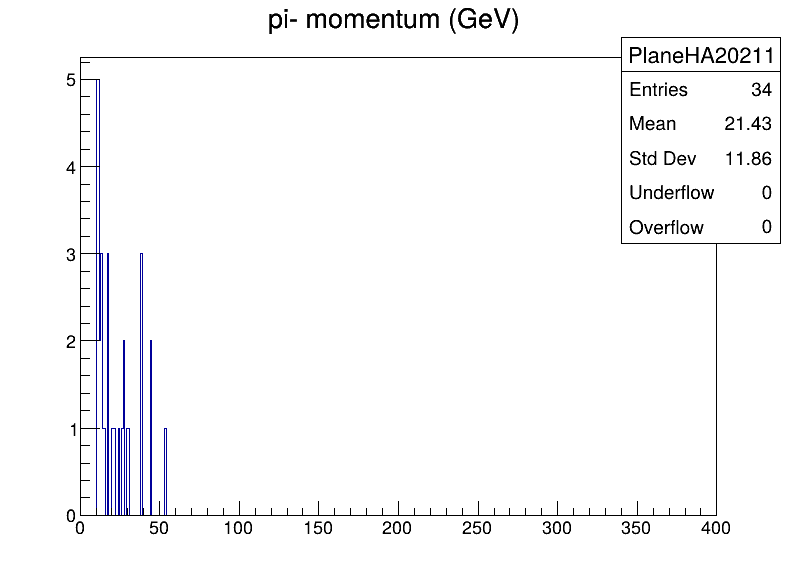 pi- momentum (GeV)
PlaneHA20211
Entries 34
Mean 21.43
Std Dev 11.86
Underflow 0
Overflow 0
5
4
3
2
1
0
0 50 100 150 200 250 300 350 400